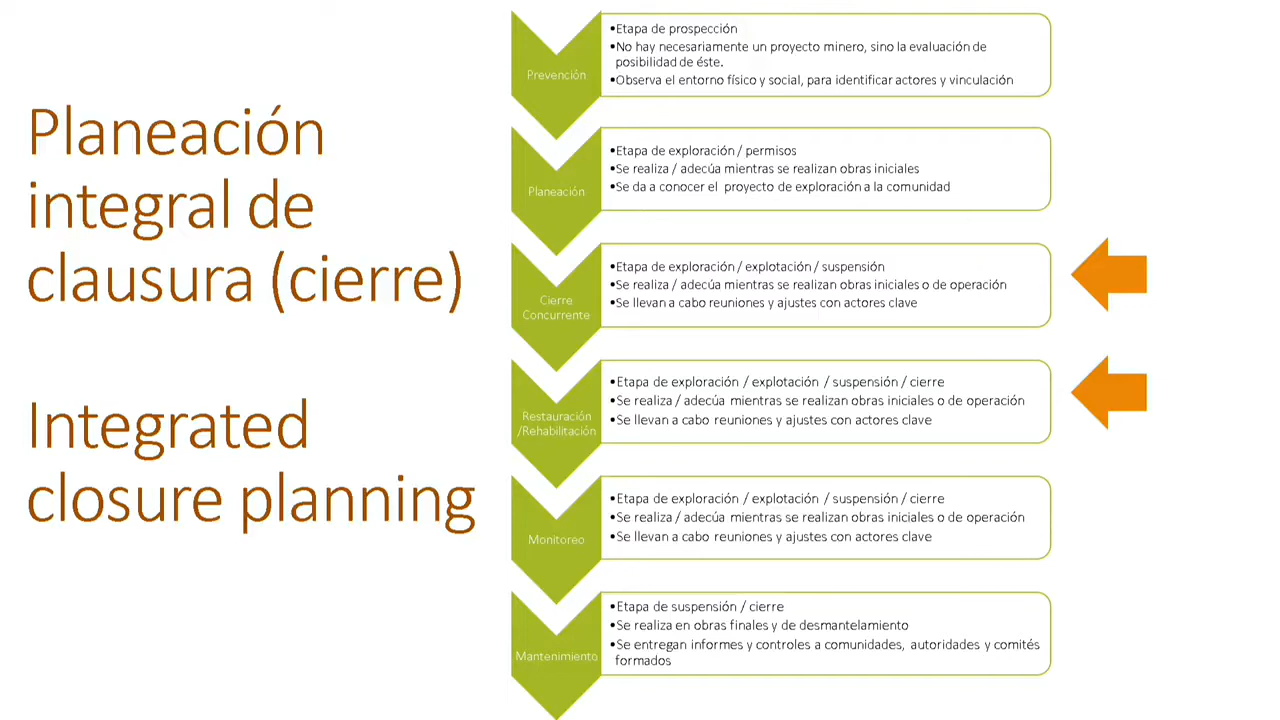 Planeación
integral de
clausura (cierre)
Integrated
closure planning
Prevención
•Etapa de prospección
•No hay necesariamente un proyecto minero, sino la evaluación de
posibilidad de éste.
•Observa el entorno físico y social, para identificar actores y vinculación
Planeación
•Etapa de exploración / permisos
•Se realiza / adecúa mientras se realizan obras iniciales
•Se da a conocer el proyecto de exploración a la comunidad
Cierre
Concurrente
•Etapa de exploración / explotación / suspensión
•Se realiza / adecúa mientras se realizan obras iniciales o de operación
•Se llevan a cabo reuniones y ajustes con actores clave
Restauración
/Rehabilitación
•Etapa de exploración / explotación / suspensión / cierre
•Se realiza / adecúa mientras se realizan obras iniciales o de operación
•Se llevan a cabo reuniones y ajustes con actores clave
Monitoreo
•Etapa de exploración / explotación / suspensión / cierre
•Se realiza / adecúa mientras se realizan obras iniciales o de operación
•Se llevan a cabo reuniones y ajustes con actores clave
Mantenimiento
•Etapa de suspensión / cierre
•Se realiza en obras finales y de desmantelamiento
•Se entregan informes y controles a comunidades, autoridades y comités
formados